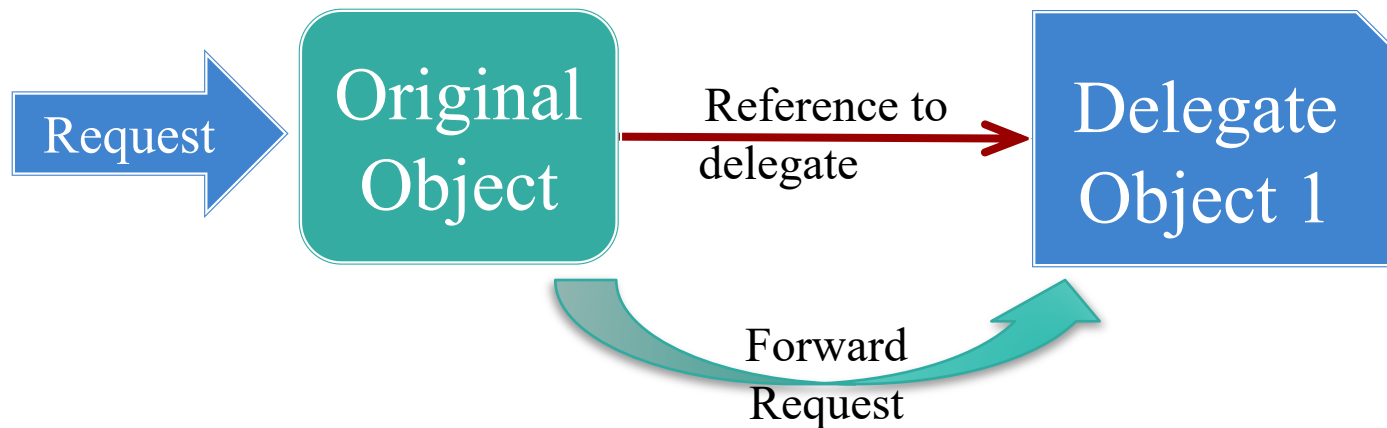 Request
Original
Object
Reference to
delegate
Delegate
Object 1
Forward
Request